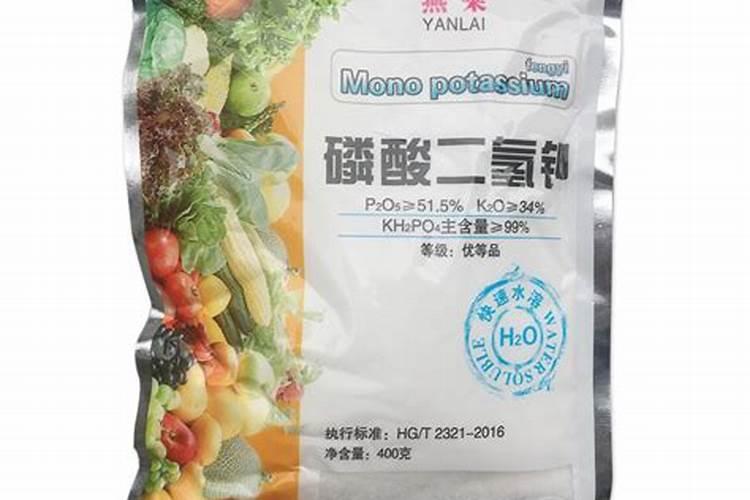 YANLAI
fengyi
Mono potassium
磷酸二氢钾
P₂O₅≥51.5% K₂O≥34%
KH₂PO₄主含量≥99%
等级：优等品
快速水溶
H₂O
WATER SOLUBLE
执行标准：HG/T 2321-2016
净含量：400克